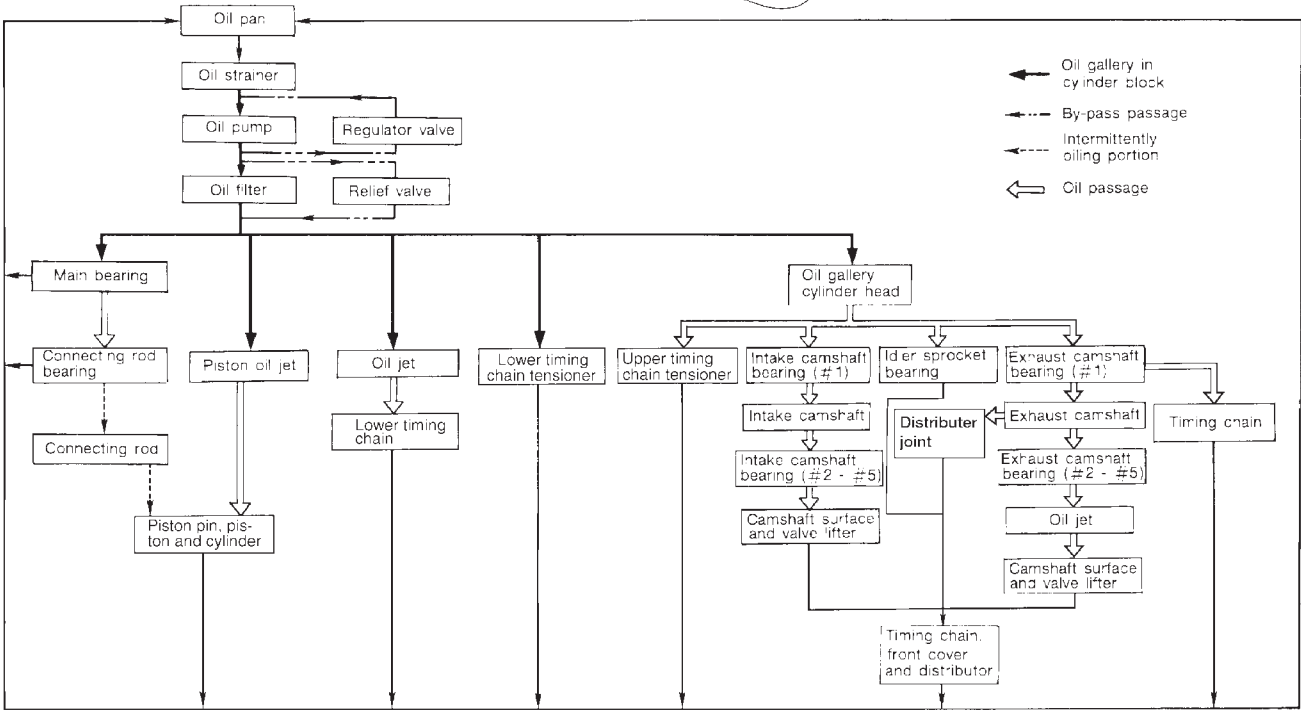 Oil pan
Oil strainer
Oil pump
Regulator valve
Oil filter
Relief valve
Oil gallery in
cylinder block
By-pass passage
Intermittently
oiling portion
Oil passage
Main bearing
Oil gallery
cylinder head
Connecting rod
bearing
Piston oil jet
Oil jet
Lower timing
chain tensioner
Upper timing
chain tensioner
Intake camshaft
bearing (#1)
Idler sprocket
bearing
Exhaust camshaft
bearing (#1)
Lower timing
chain
Intake camshaft
Distributer
joint
Exhaust camshaft
Timing chain
Connecting rod
Intake camshaft
bearing (#2 - #5)
Exhaust camshaft
bearing (#2 - #5)
Piston pin, pis-
ton and cylinder
Camshaft surface
and valve lifter
Oil jet
Camshaft surface
and valve lifter
Timing chain,
front cover
and distributor